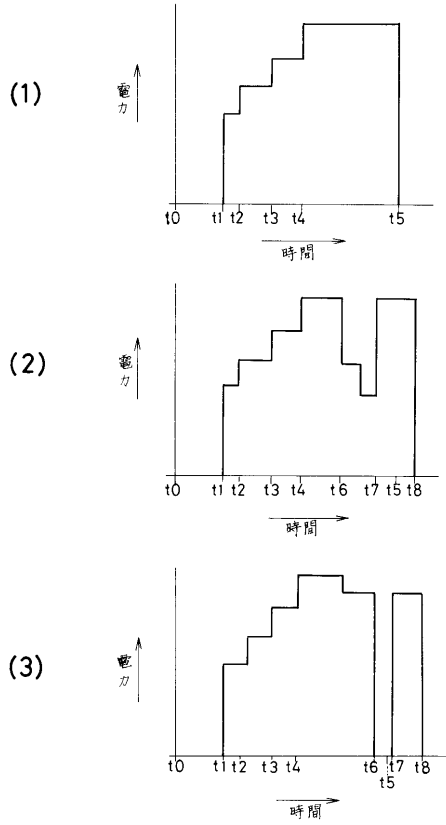 (1)
電力
t0 t1 t2 t3 t4 t5
時間
(2)
電力
t0 t1 t2 t3 t4 t6 t7 t5 t8
時間
(3)
電力
t0 t1 t2 t3 t4 t6 t7 t8
t5
時間